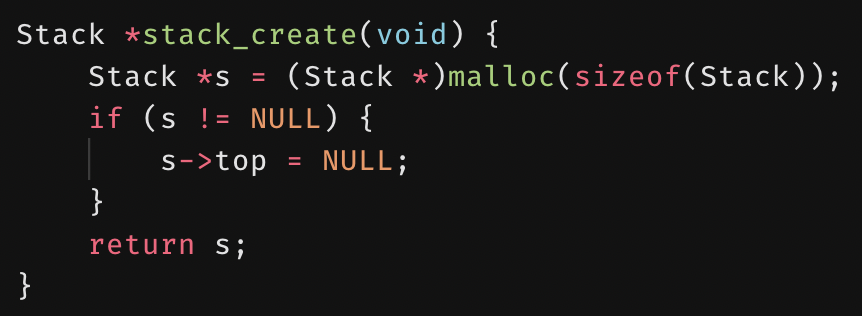 Stack *stack_create(void) {
    Stack *s = (Stack *)malloc(sizeof(Stack));
    if (s != NULL) {
        s->top = NULL;
    }
    return s;
}